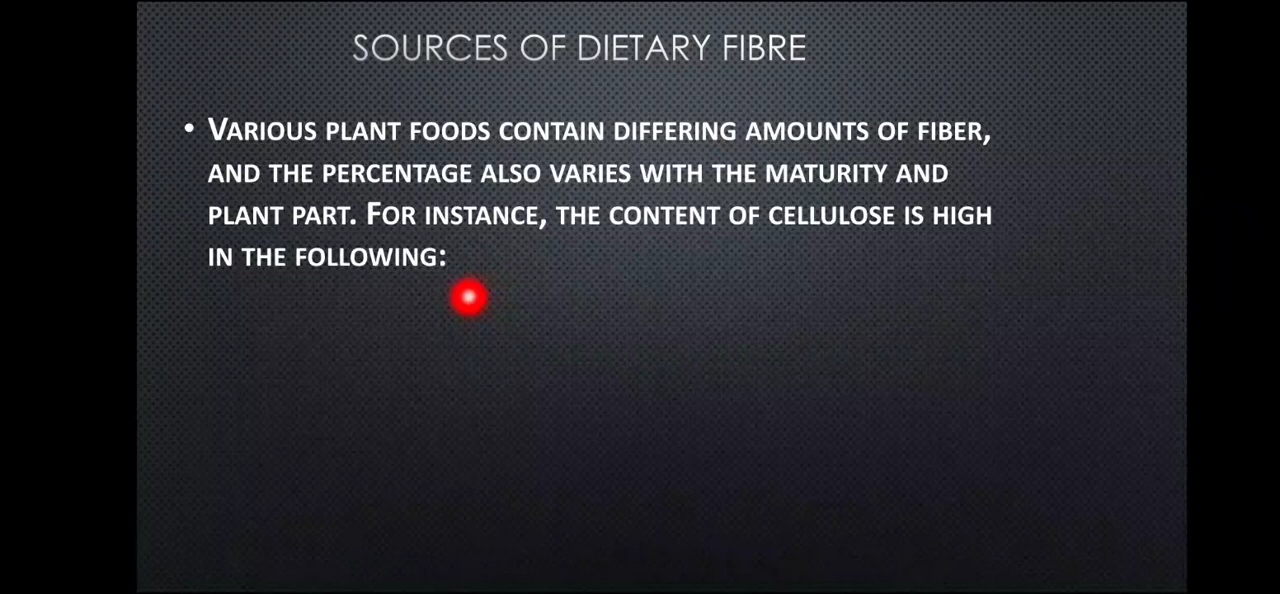 SOURCES OF DIETARY FIBRE
• VARIOUS PLANT FOODS CONTAIN DIFFERING AMOUNTS OF FIBER,
AND THE PERCENTAGE ALSO VARIES WITH THE MATURITY AND
PLANT PART. FOR INSTANCE, THE CONTENT OF CELLULOSE IS HIGH
IN THE FOLLOWING: